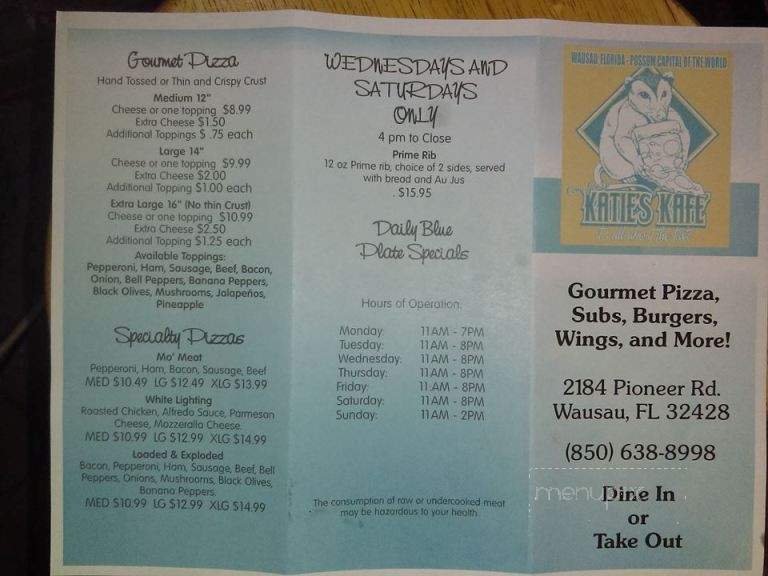 Gourmet Pizza
Hand Tossed or Thin and Crispy Crust
Medium 12"
Cheese or one topping $8.99
Extra Cheese $1.50
Additional Toppings $ .75 each
Large 14"
Cheese or one topping $9.99
Extra Cheese $2.00
Additional Topping $1.00 each
Extra Large 16" (No thin Crust)
Cheese or one topping $10.99
Extra Cheese $2.50
Additional Topping $1.25 each
Available Toppings:
Pepperoni, Ham, Sausage, Beef, Bacon,
Onion, Bell Peppers, Banana Peppers,
Black Olives, Mushrooms, Jalapeños,
Pineapple
Specialty Pizzas
Mo' Meat
Pepperoni, Ham, Bacon, Sausage, Beef
MED $10.49 LG $12.49 XLG $13.99
White Lighting
Roasted Chicken, Alfredo Sauce, Parmesan
Cheese, Mozzeralla Cheese.
MED $10.99 LG $12.99 XLG $14.99
Loaded & Exploded
Bacon, Pepperoni, Ham, Sausage, Beef, Bell
Peppers, Onions, Mushrooms, Black Olives,
Banana Peppers.
MED $10.99 LG $12.99 XLG $14.99
WEDNESDAYS AND
SATURDAYS
ONLY
4 pm to Close
Prime Rib
12 oz Prime rib, choice of 2 sides, served
with bread and Au Jus
. $15.95
Daily Blue
Plate Specials
Hours of Operation:
Monday: 11AM - 7PM
Tuesday: 11AM - 8PM
Wednesday: 11AM - 8PM
Thursday: 11AM - 8PM
Friday: 11AM - 8PM
Saturday: 11AM - 8PM
Sunday: 11AM - 2PM
The consumption of raw or undercooked meat
may be hazardous to your health.
WAUSAU, FLORIDA - POSSUM CAPITAL OF THE WORLD
KATIE'S KAFE
Gourmet Pizza,
Subs, Burgers,
Wings, and More!
2184 Pioneer Rd.
Wausau, FL 32428
(850) 638-8998
Dine In
or
Take Out